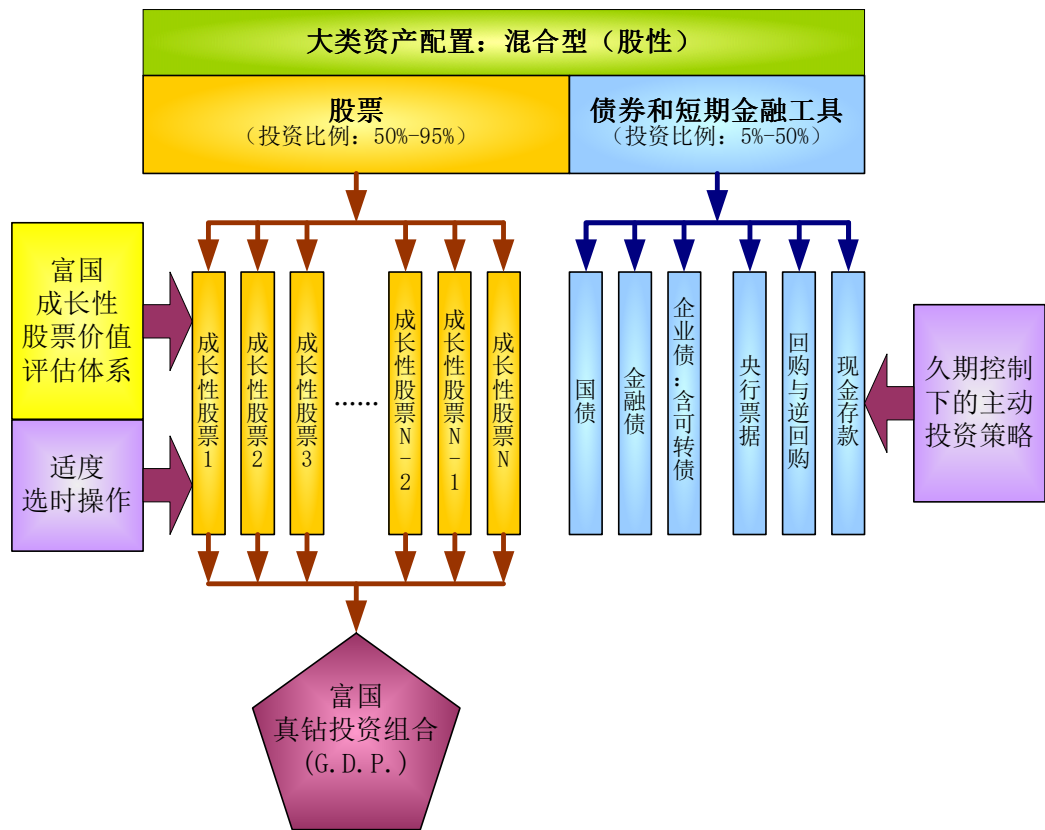 大类资产配置：混合型（股性）
股票
（投资比例：50%-95%）
债券和短期金融工具
（投资比例：5%-50%）
富国
成长性
股票价值
评估体系
适度
选时操作
成长性股票1
成长性股票2
成长性股票3
……
成长性股票N-2
成长性股票N-1
成长性股票N
国债
金融债
企业债：含可转债
央行票据
回购与逆回购
现金存款
久期控制
下的主动
投资策略
富国
真钻投资组合
(G.D.P.)